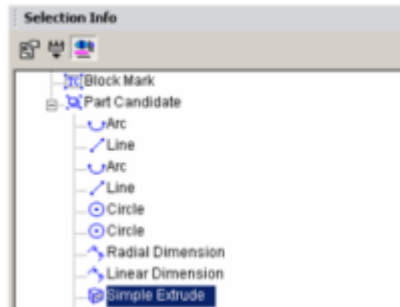 Selection Info
Block Mark
Part Candidate
Arc
Line
Arc
Line
Circle
Circle
Radial Dimension
Linear Dimension
Simple Extrude